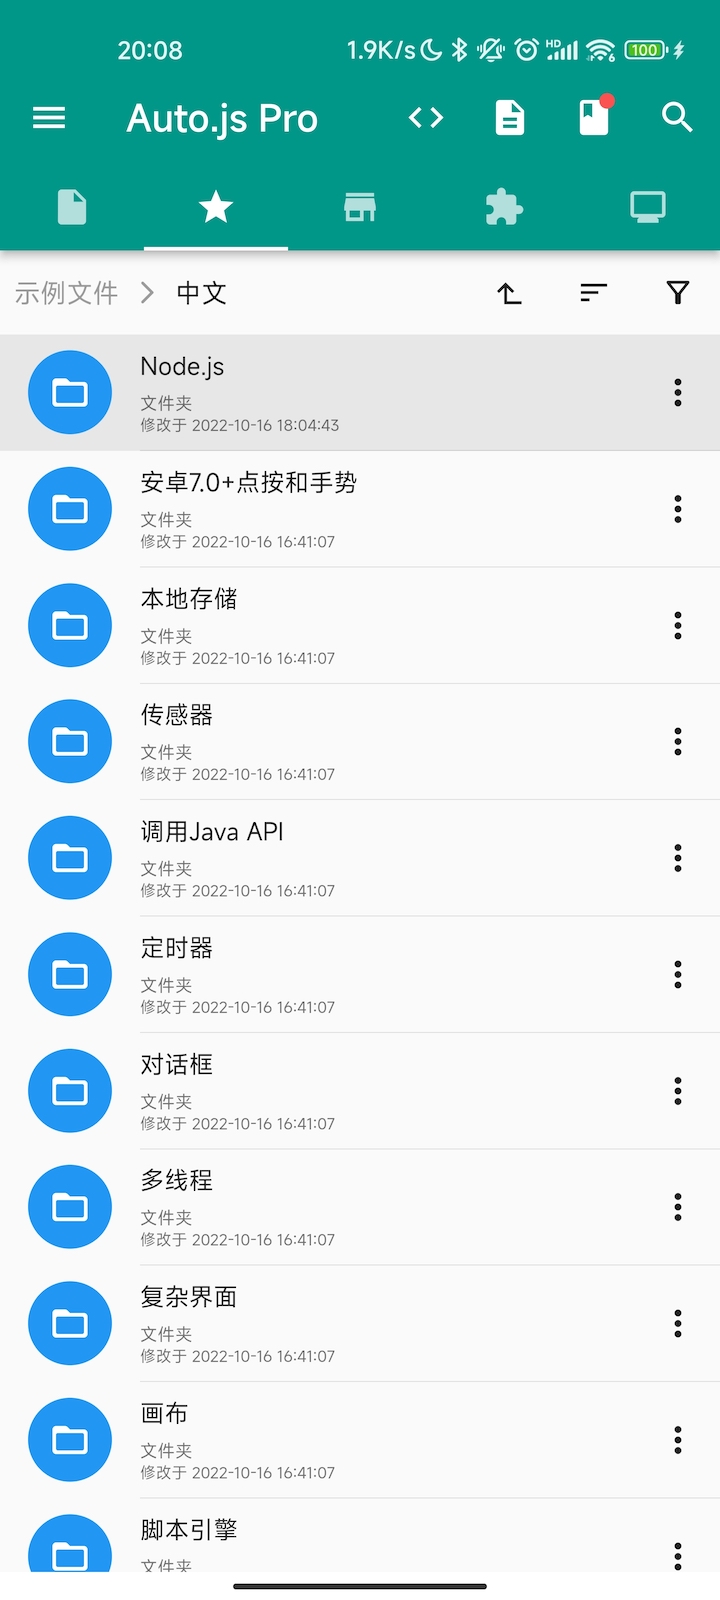 20:08 1.9K/s HD 6 100
Auto.js Pro
示例文件 中文
Node.js
文件夹
修改于 2022-10-16 18:04:43
安卓7.0+点按和手势
文件夹
修改于 2022-10-16 16:41:07
本地存储
文件夹
修改于 2022-10-16 16:41:07
传感器
文件夹
修改于 2022-10-16 16:41:07
调用Java API
文件夹
修改于 2022-10-16 16:41:07
定时器
文件夹
修改于 2022-10-16 16:41:07
对话框
文件夹
修改于 2022-10-16 16:41:07
多线程
文件夹
修改于 2022-10-16 16:41:07
复杂界面
文件夹
修改于 2022-10-16 16:41:07
画布
文件夹
修改于 2022-10-16 16:41:07
脚本引擎
文件夹